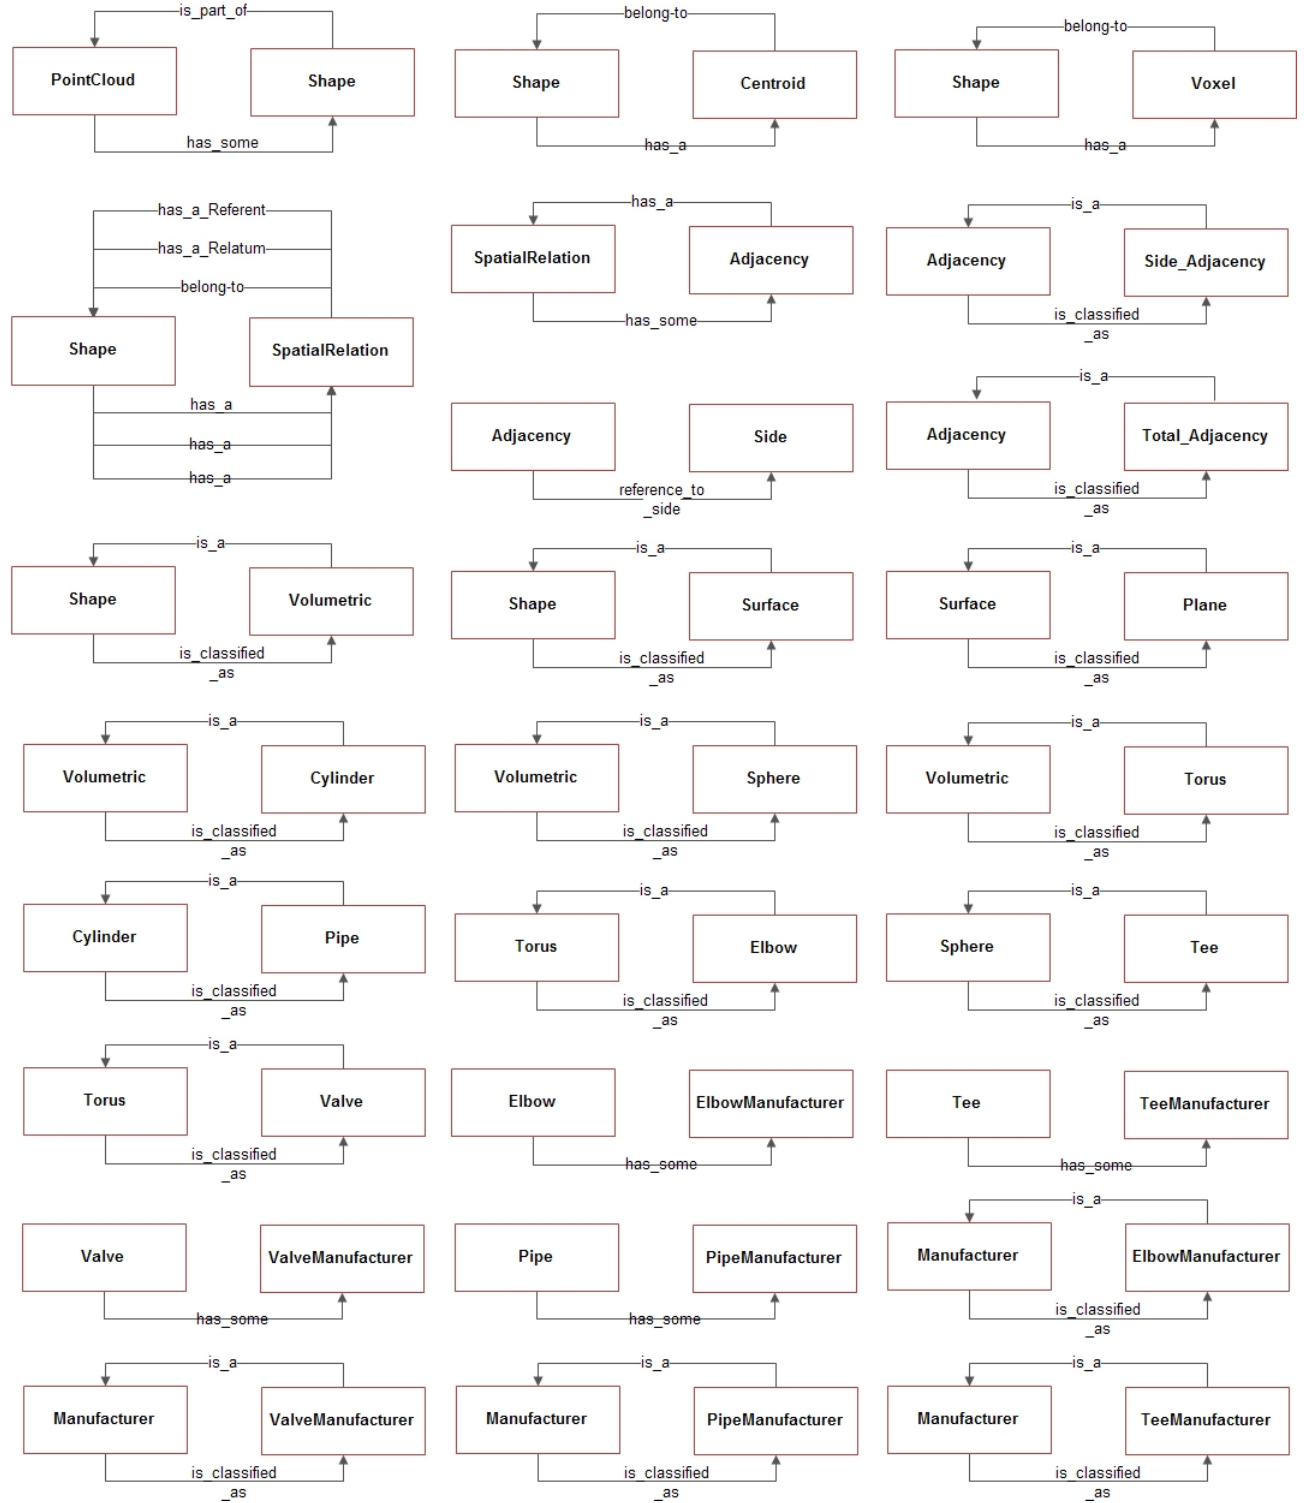 is_part_of
PointCloud
Shape
has_some
belong-to
Shape
Centroid
has_a
belong-to
Shape
Voxel
has_a
has_a_Referent
has_a_Relatum
belong-to
Shape
SpatialRelation
has_a
has_a
has_a
has_a
SpatialRelation
Adjacency
has_some
is_a
Adjacency
Side_Adjacency
is_classified
_as
Adjacency
Side
reference_to
_side
is_a
Adjacency
Total_Adjacency
is_classified
_as
is_a
Shape
Volumetric
is_classified
_as
is_a
Shape
Surface
is_classified
_as
is_a
Surface
Plane
is_classified
_as
is_a
Volumetric
Cylinder
is_classified
_as
is_a
Volumetric
Sphere
is_classified
_as
is_a
Volumetric
Torus
is_classified
_as
is_a
Cylinder
Pipe
is_classified
_as
is_a
Torus
Elbow
is_classified
_as
is_a
Sphere
Tee
is_classified
_as
is_a
Torus
Valve
is_classified
_as
Elbow
ElbowManufacturer
has_some
Tee
TeeManufacturer
has_some
Valve
ValveManufacturer
has_some
Pipe
PipeManufacturer
has_some
is_a
Manufacturer
ElbowManufacturer
is_classified
_as
is_a
Manufacturer
ValveManufacturer
is_classified
_as
is_a
Manufacturer
PipeManufacturer
is_classified
_as
is_a
Manufacturer
TeeManufacturer
is_classified
_as